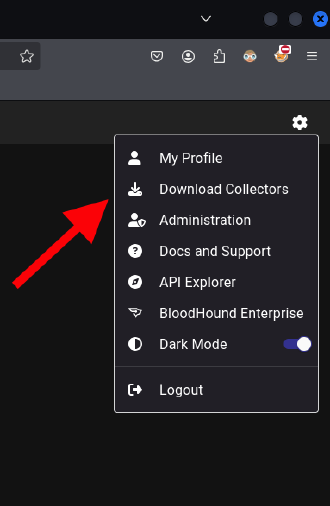 My Profile
Download Collectors
Administration
Docs and Support
API Explorer
BloodHound Enterprise
Dark Mode
Logout